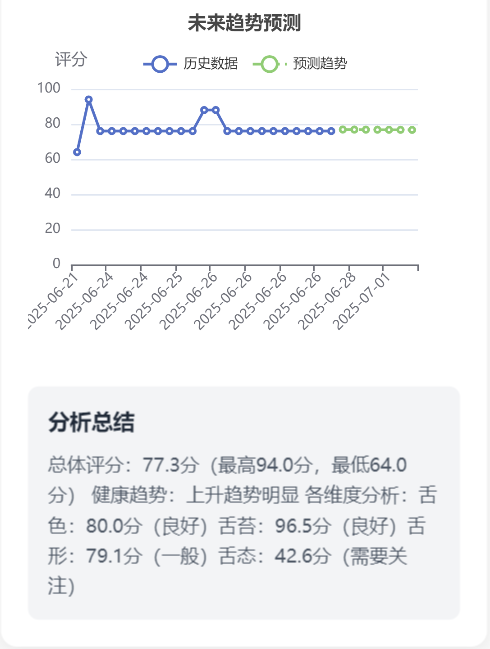 未来趋势预测
评分
历史数据
预测趋势
100
80
60
40
20
0
2025-06-21
2025-06-24
2025-06-24
2025-06-25
2025-06-26
2025-06-26
2025-06-26
2025-06-26
2025-06-28
2025-07-01
分析总结
总体评分：77.3分（最高94.0分，最低64.0
分） 健康趋势：上升趋势明显 各维度分析：舌
色：80.0分（良好）舌苔：96.5分（良好）舌
形：79.1分（一般）舌态：42.6分（需要关
注）